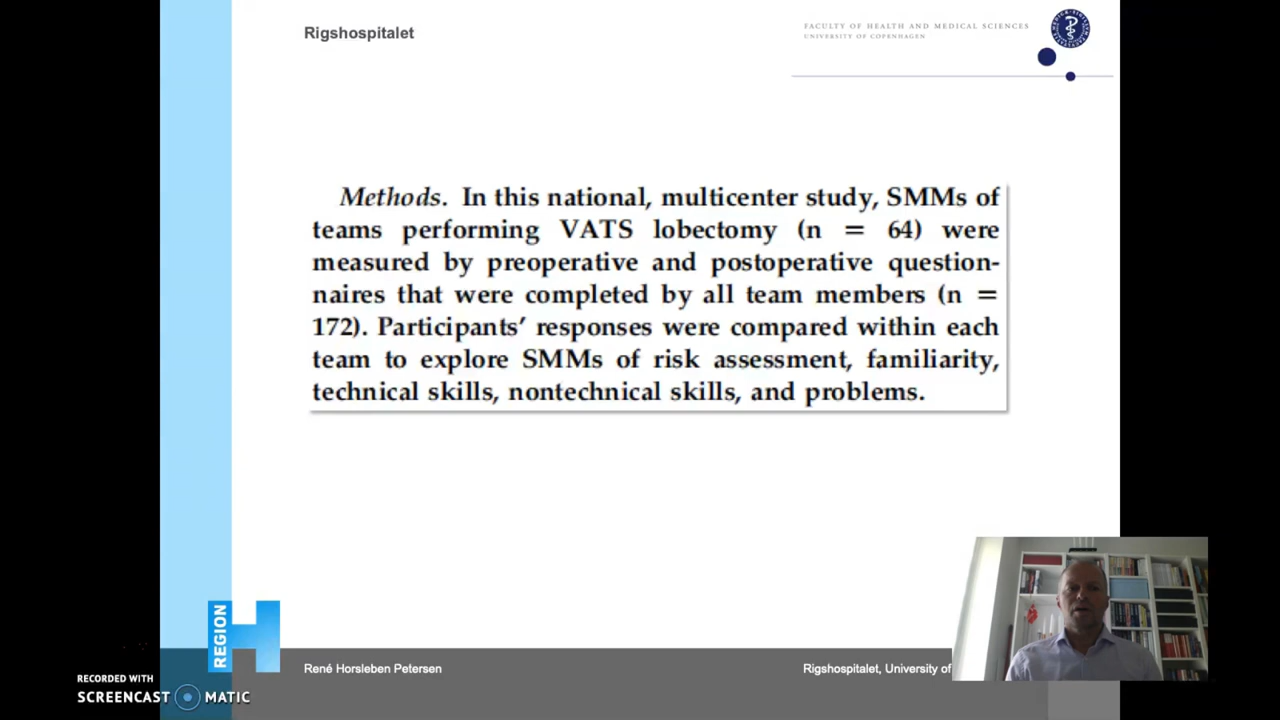 Rigshospitalet
FACULTY OF HEALTH AND MEDICAL SCIENCES
UNIVERSITY OF COPENHAGEN
Methods. In this national, multicenter study, SMMs of
teams performing VATS lobectomy (n = 64) were
measured by preoperative and postoperative question-
naires that were completed by all team members (n =
172). Participants' responses were compared within each
team to explore SMMs of risk assessment, familiarity,
technical skills, nontechnical skills, and problems.
REGION
René Horsleben Petersen
Rigshospitalet, University of
RECORDED WITH
SCREENCAST MATIC